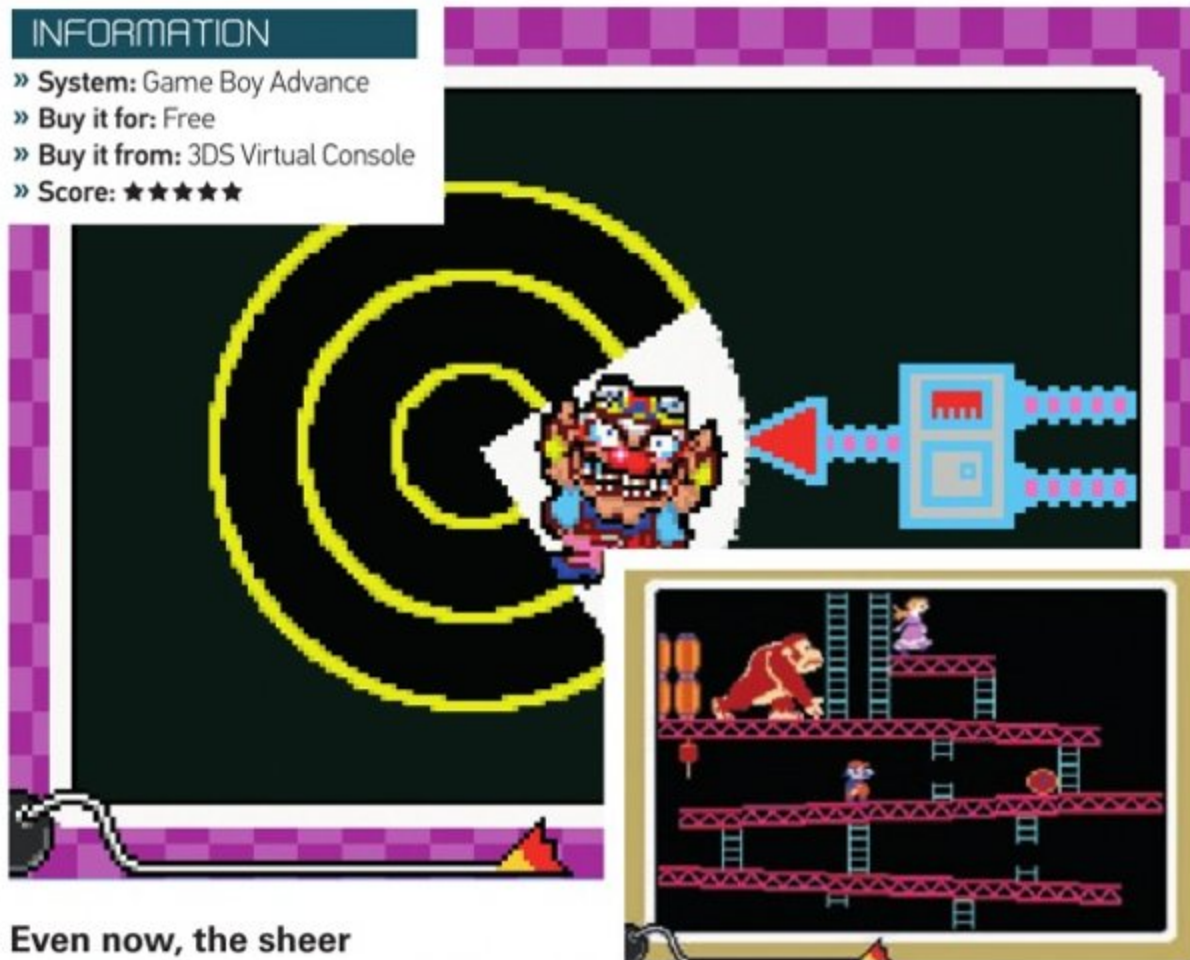 INFORMATION
» System: Game Boy Advance
» Buy it for: Free
» Buy it from: 3DS Virtual Console
» Score: ★★★★★
Even now, the sheer